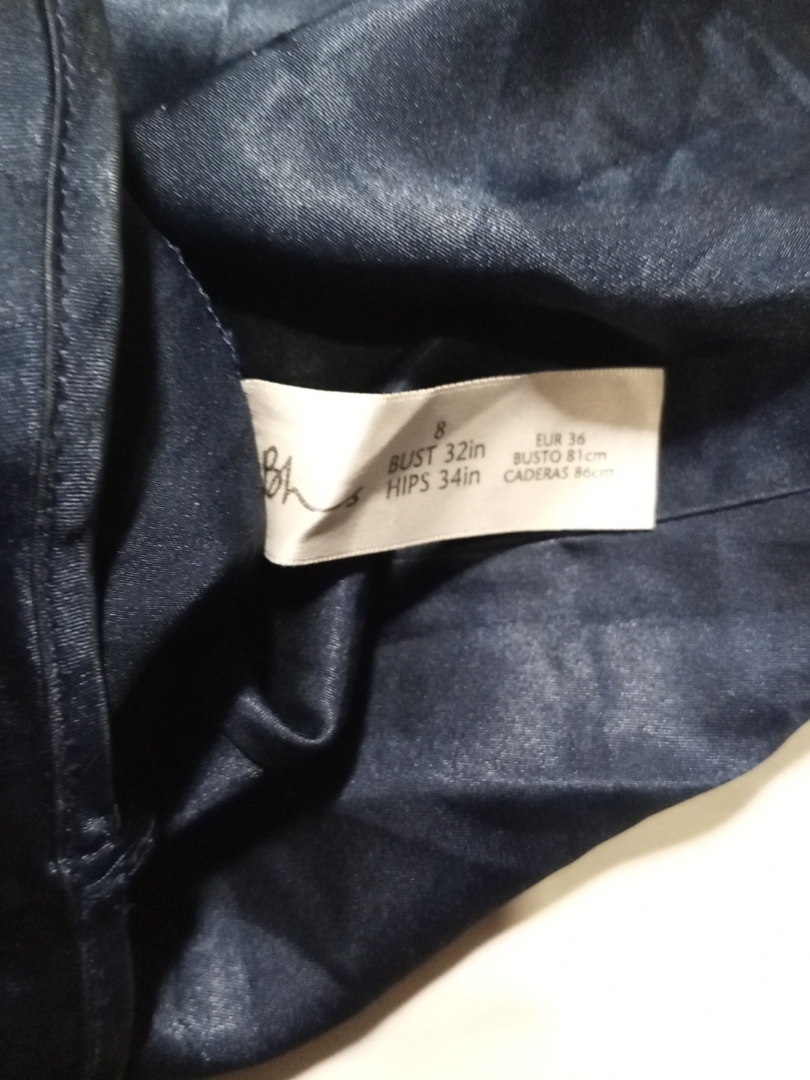 8
BUST 32in
HIPS 34in
EUR 36
BUSTO 81cm
CADERAS 86cm